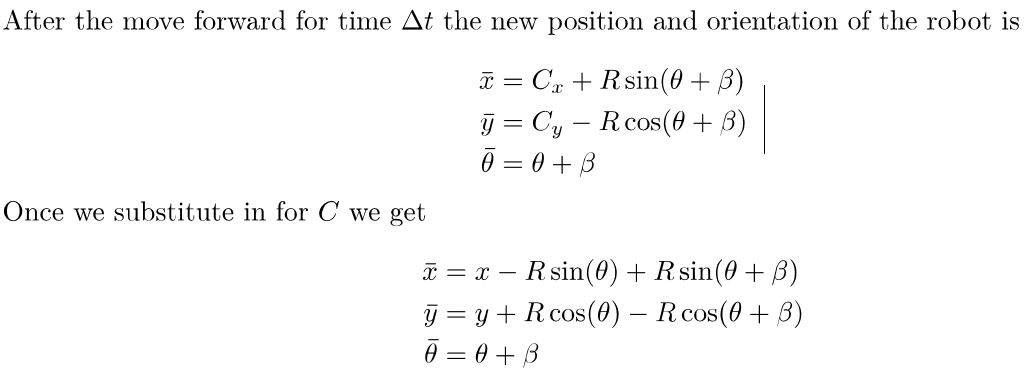 After the move forward for time Δt the new position and orientation of the robot is
x̄ = Cₓ + R sin(θ + β)
ȳ = C_y − R cos(θ + β)
θ̄ = θ + β
Once we substitute in for C we get
x̄ = x − R sin(θ) + R sin(θ + β)
ȳ = y + R cos(θ) − R cos(θ + β)
θ̄ = θ + β